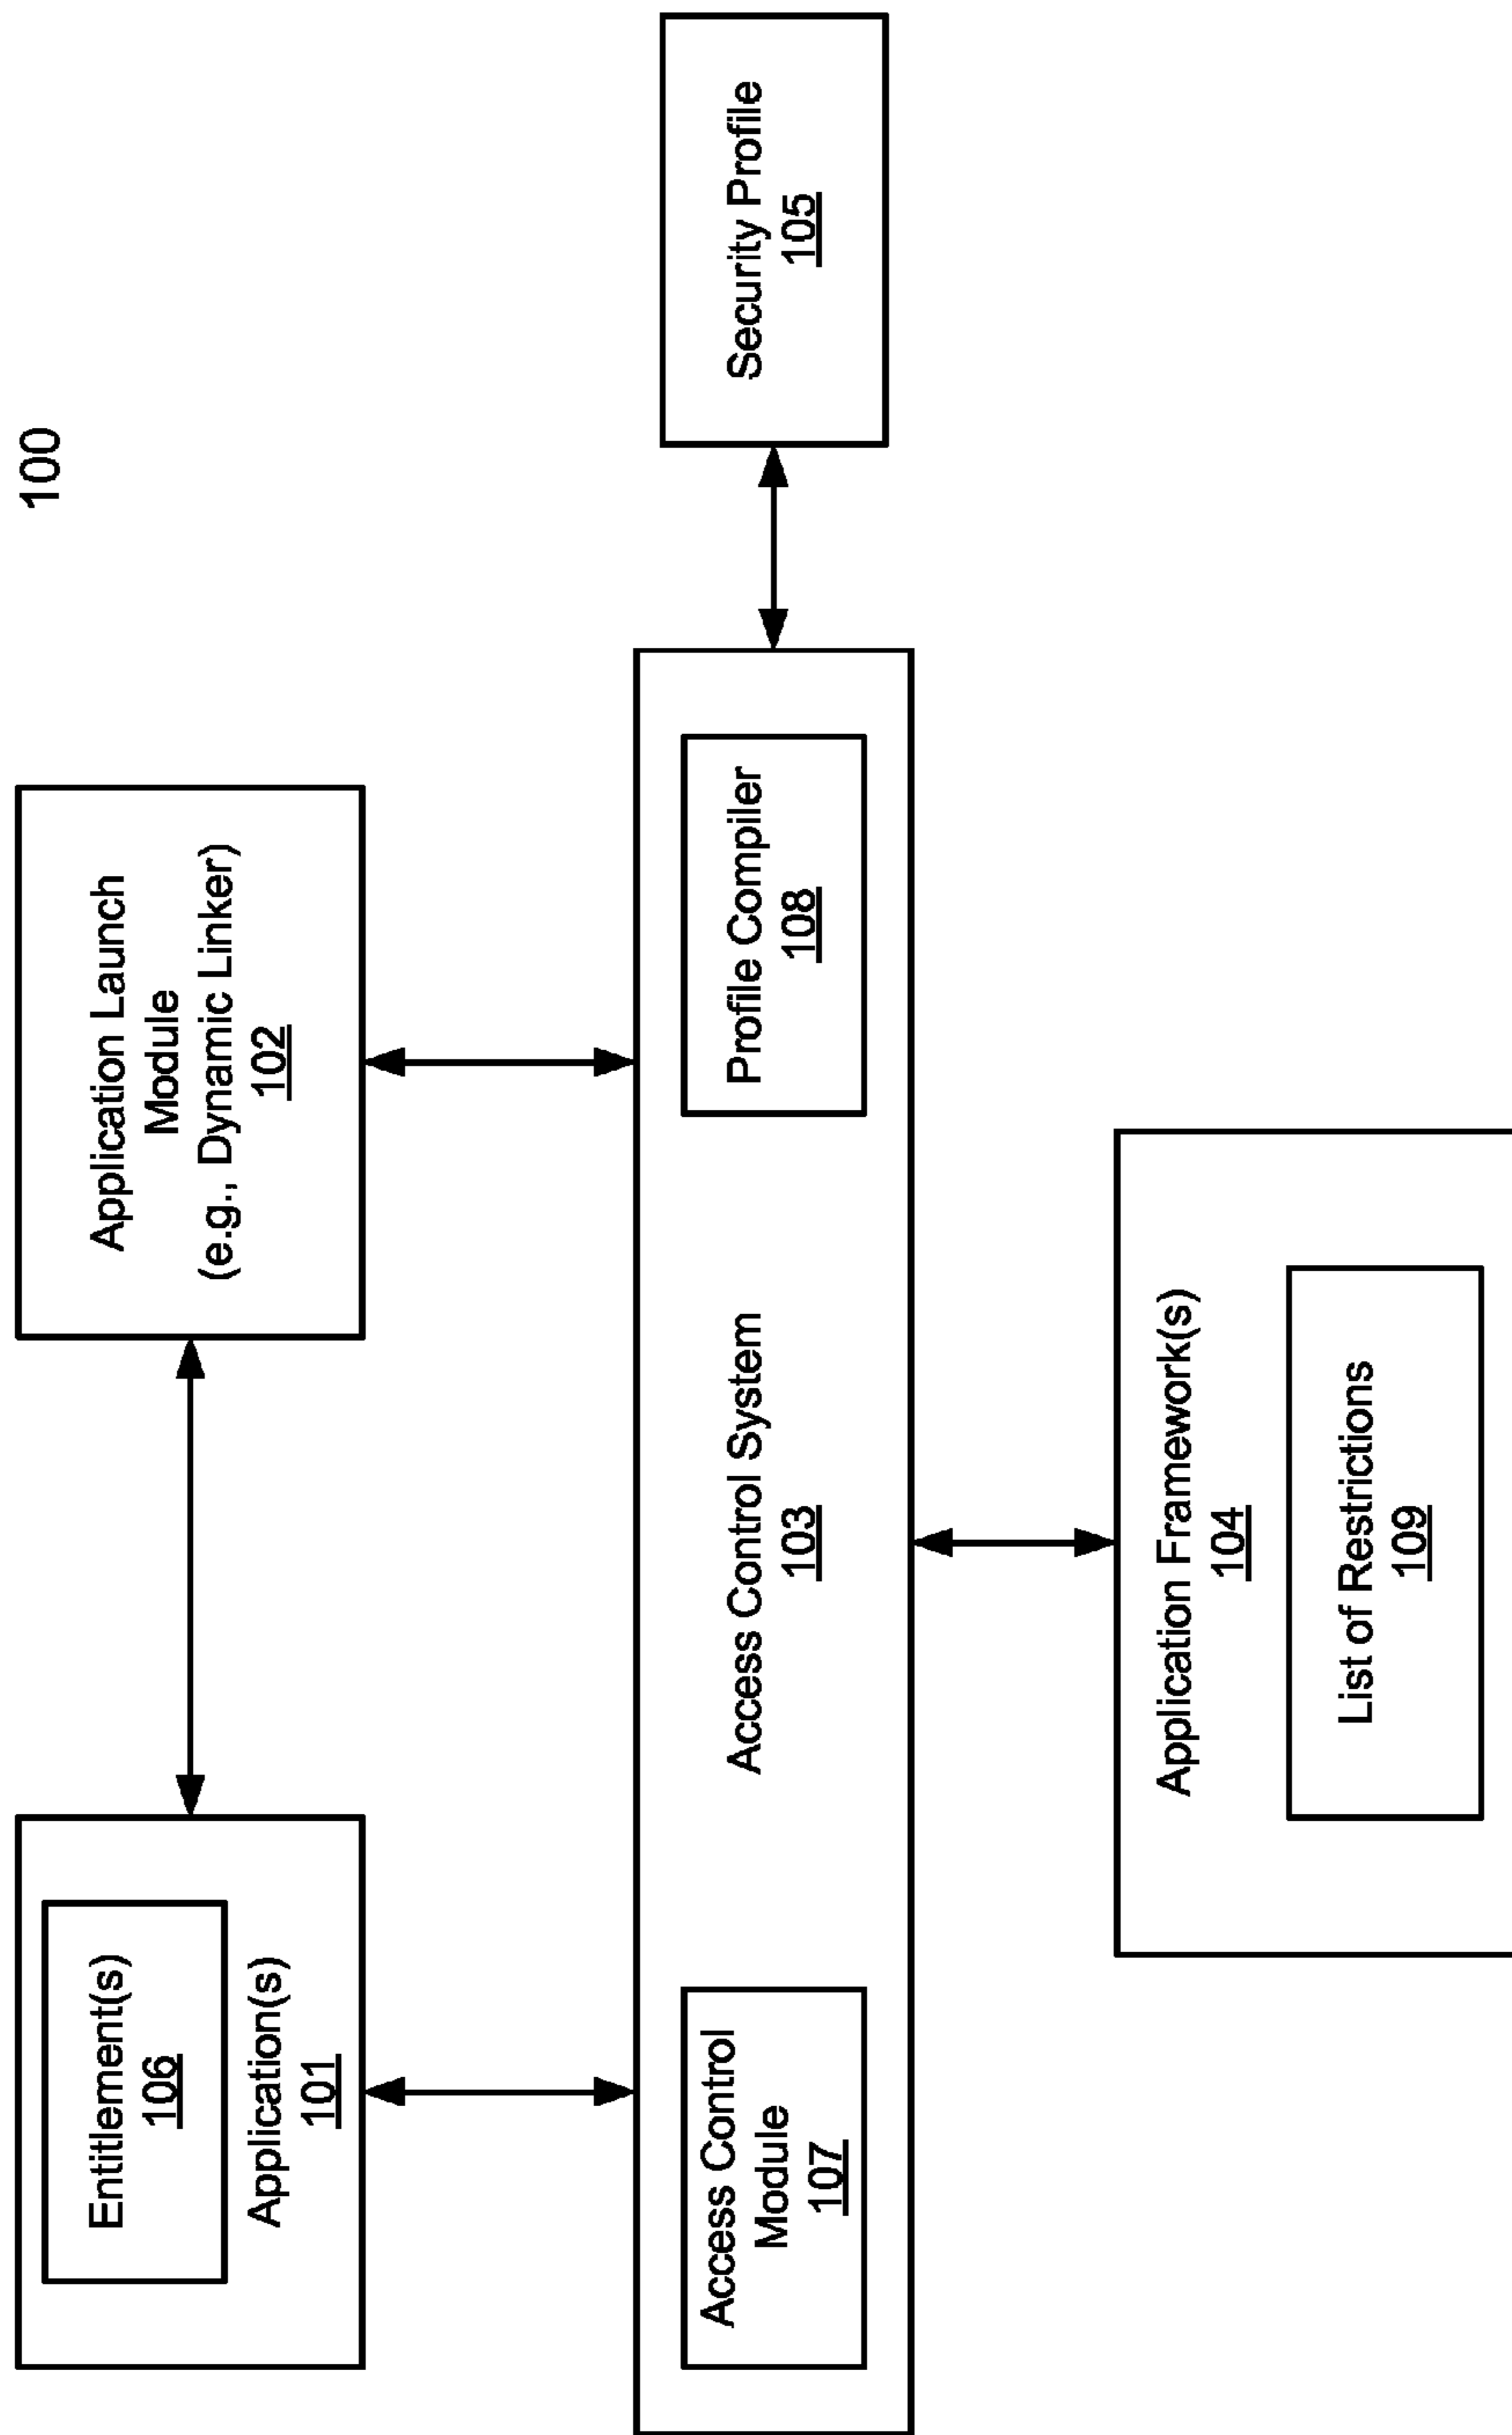 100
Entitlement(s)
106
Application(s)
101
Application Launch
Module
(e.g., Dynamic Linker)
102
Access Control
Module
107
Access Control System
103
Profile Compiler
108
Security Profile
105
Application Framework(s)
104
List of Restrictions
109